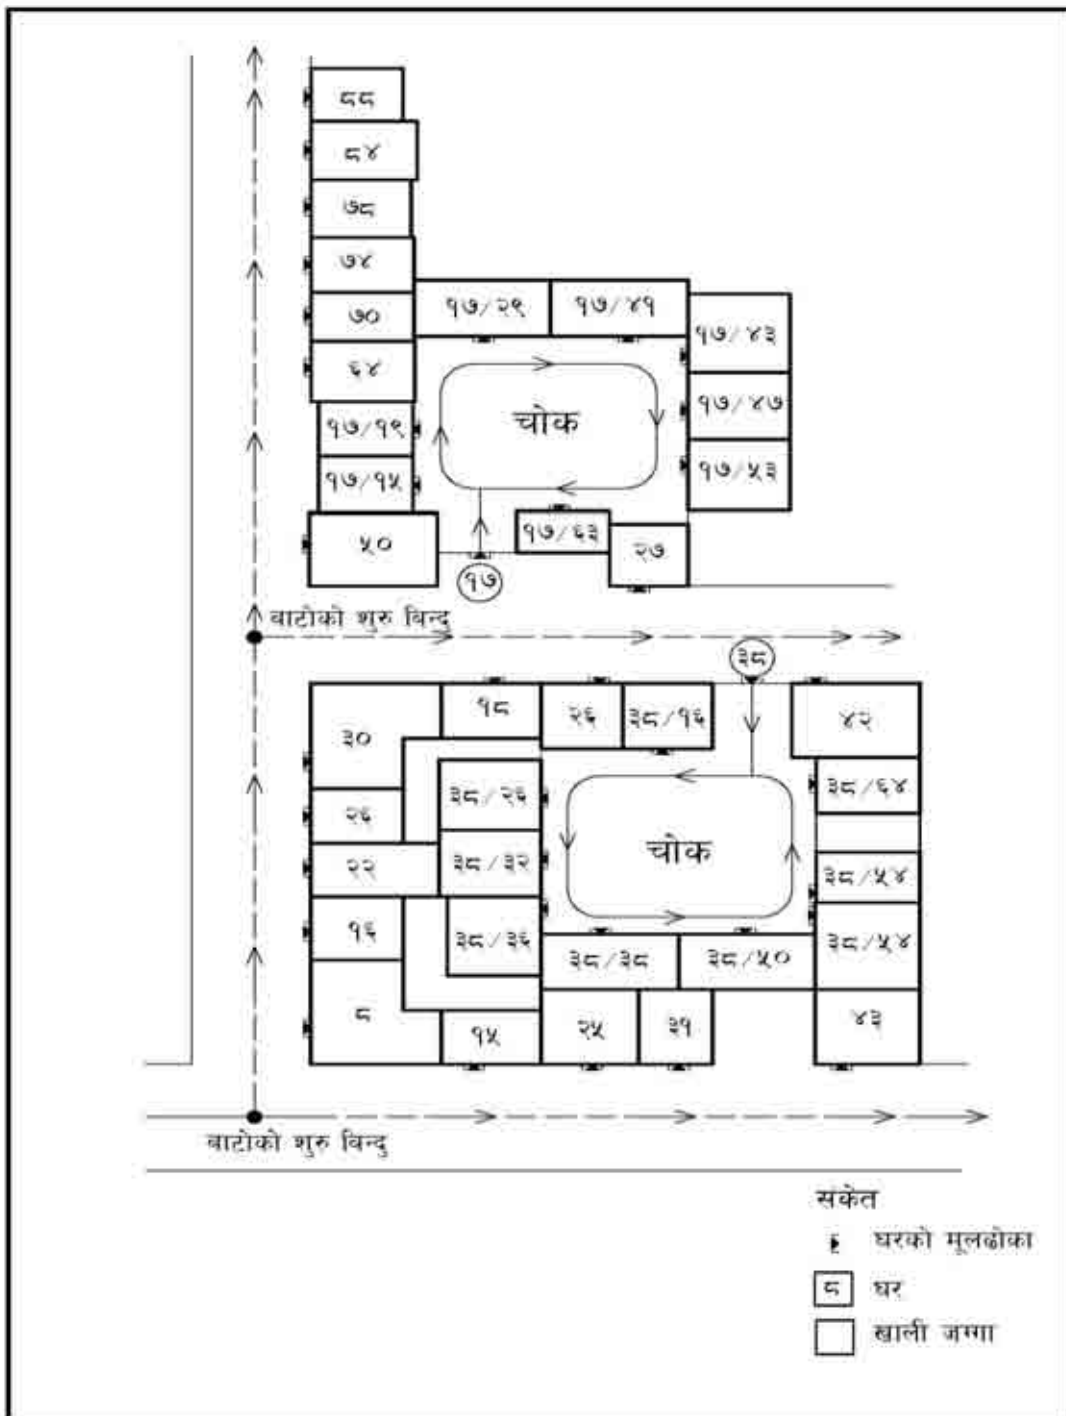 ८८
८४
७८
७४
१७/२९ १७/४१
७०
१७/४३
६४
१७/४७
चोक
१७/१९
१७/५३
१७/१५
१७/६३
५० २७
१७
बाटोको शुरु विन्दु
३८
१८ २६ ३८/१६ ४२
३०
३८/२६ ३८/६४
२६
चोक
३८/३२
२२ ३८/५४
१६ ३८/३६ ३८/५४
३८/३८ ३८/५०
८ १५ २५ ३१ ४३
बाटोको शुरु विन्दु
संकेत
घरको मूलढोका
८ घर
खाली जग्गा